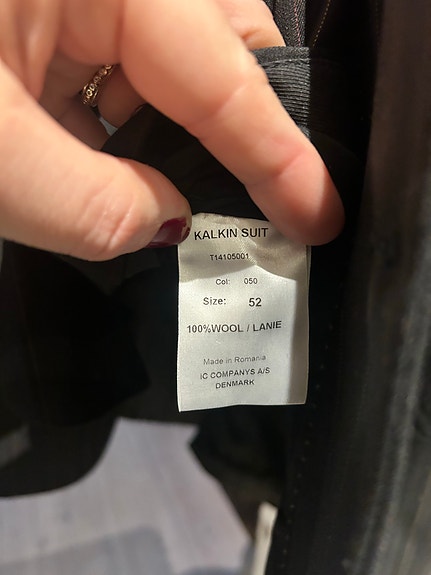 KALKIN SUIT
T14105001
Col: 050
Size: 52
100%WOOL / LANIE
Made in Romania
IC COMPANYS A/S
DENMARK